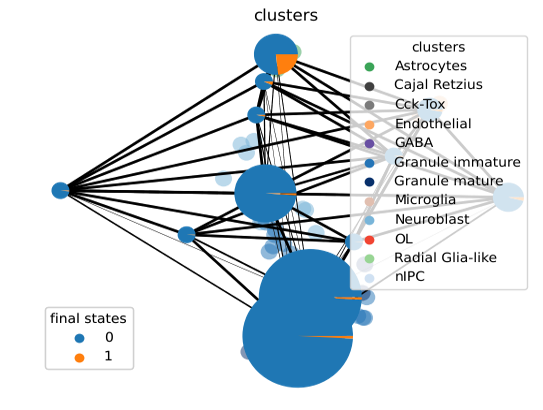 clusters
clusters
Astrocytes
Cajal Retzius
Cck-Tox
Endothelial
GABA
Granule immature
Granule mature
Microglia
Neuroblast
OL
Radial Glia-like
nIPC
final states
0
1